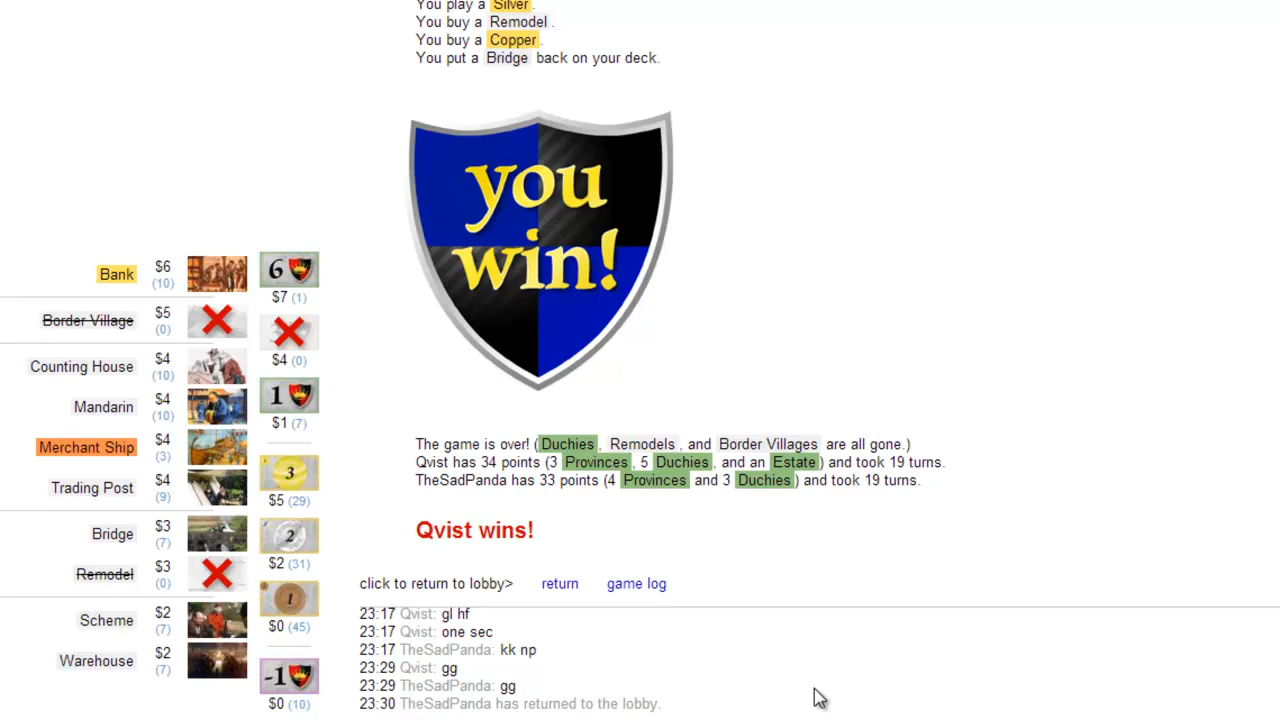 You play a Silver.
You buy a Remodel .
You buy a Copper.
You put a Bridge back on your deck.
you
win!
Bank $6 (10) 6 $7 (1)
Border Village $5 (0) $4 (0)
Counting House $4 (10) 1 $1 (7)
Mandarin $4 (10)
Merchant Ship $4 (3) 3 $5 (29)
Trading Post $4 (9)
Bridge $3 (7) 2 $2 (31)
Remodel $3 (0) 1 $0 (45)
Scheme $2 (7)
Warehouse $2 (7) -1 $0 (10)
The game is over! (Duchies, Remodels, and Border Villages are all gone.)
Qvist has 34 points (3 Provinces, 5 Duchies, and an Estate) and took 19 turns.
TheSadPanda has 33 points (4 Provinces and 3 Duchies) and took 19 turns.
Qvist wins!
click to return to lobby> return game log
23:17 Qvist: gl hf
23:17 Qvist: one sec
23:17 TheSadPanda: kk np
23:29 Qvist: gg
23:29 TheSadPanda: gg
23:30 TheSadPanda has returned to the lobby.